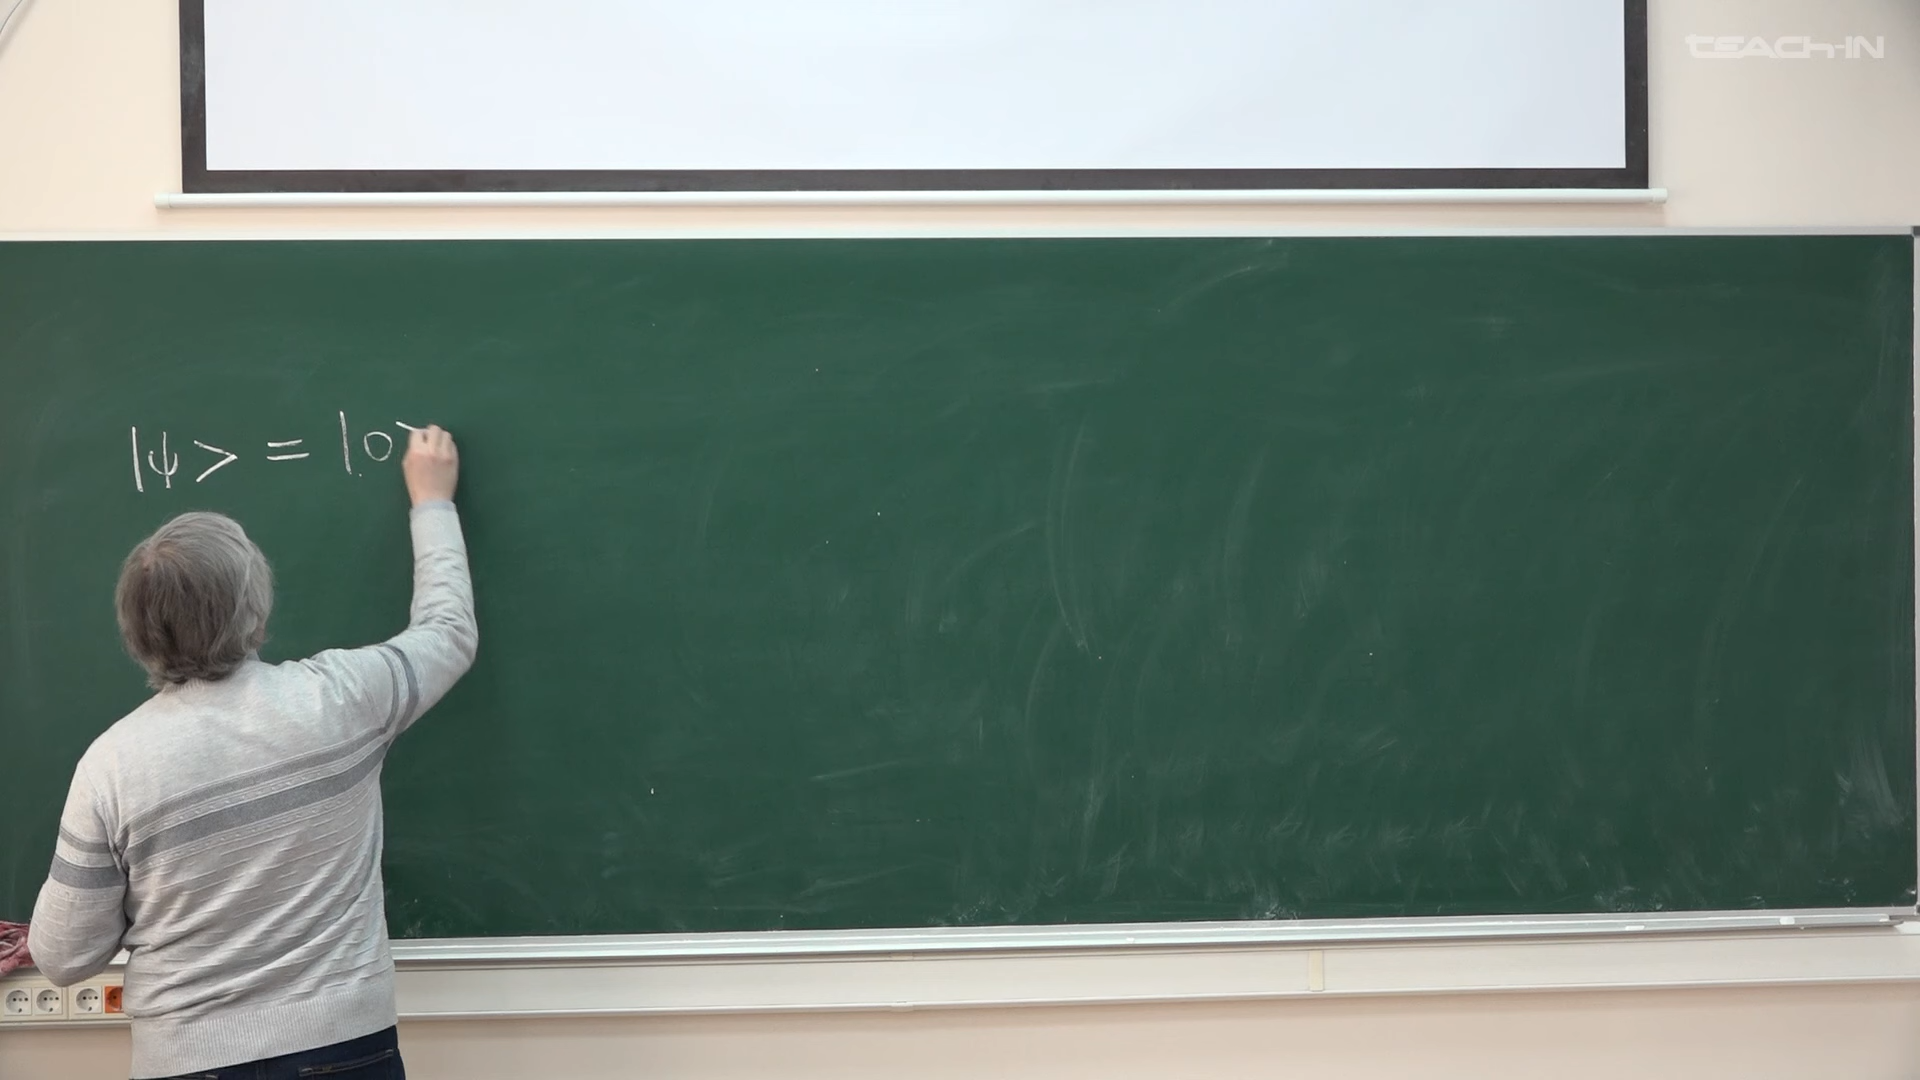 TEACH-IN
|ψ> = |0>